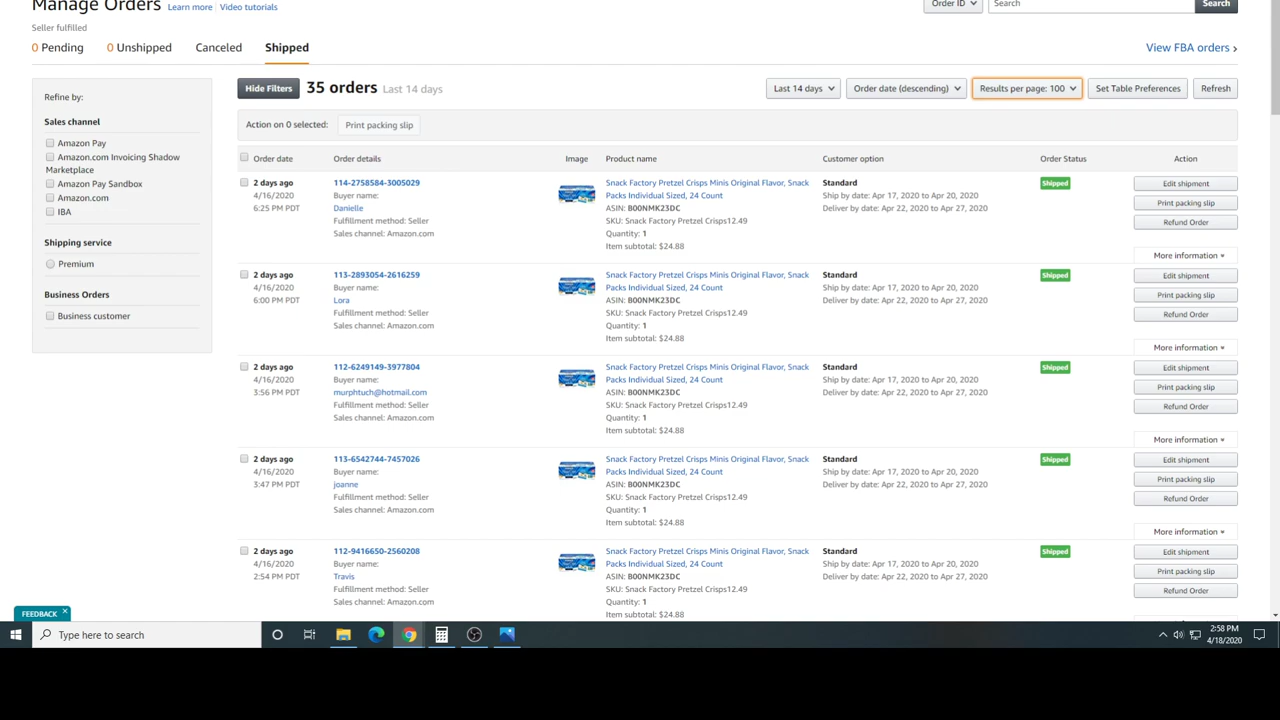 Manage Orders Learn more | Video tutorials
Order ID Search Search
Seller fulfilled
0 Pending 0 Unshipped Canceled Shipped
View FBA orders ›
Refine by:
Sales channel
Amazon Pay
Amazon.com Invoicing Shadow
Marketplace
Amazon Pay Sandbox
Amazon.com
IBA
Shipping service
Premium
Business Orders
Business customer
Hide Filters 35 orders Last 14 days
Last 14 days Order date (descending) Results per page: 100 Set Table Preferences Refresh
Action on 0 selected: Print packing slip
Order date Order details Image Product name Customer option Order Status Action
2 days ago 114-2758584-3005029 Snack Factory Pretzel Crisps Minis Original Flavor, Snack Standard Shipped Edit shipment
4/16/2020 Buyer name: Packs Individual Sized, 24 Count Ship by date: Apr 17, 2020 to Apr 20, 2020 Print packing slip
6:25 PM PDT Danielle ASIN: B00NMK23DC Deliver by date: Apr 22, 2020 to Apr 27, 2020
Fulfillment method: Seller SKU: Snack Factory Pretzel Crisps12.49 Refund Order
Sales channel: Amazon.com Quantity: 1
Item subtotal: $24.88
More information
2 days ago 113-2893054-2616259 Snack Factory Pretzel Crisps Minis Original Flavor, Snack Standard Shipped Edit shipment
4/16/2020 Buyer name: Packs Individual Sized, 24 Count Ship by date: Apr 17, 2020 to Apr 20, 2020 Print packing slip
6:00 PM PDT Lora ASIN: B00NMK23DC Deliver by date: Apr 22, 2020 to Apr 27, 2020
Fulfillment method: Seller SKU: Snack Factory Pretzel Crisps12.49 Refund Order
Sales channel: Amazon.com Quantity: 1
Item subtotal: $24.88
More information
2 days ago 112-6249149-3977804 Snack Factory Pretzel Crisps Minis Original Flavor, Snack Standard Shipped Edit shipment
4/16/2020 Buyer name: Packs Individual Sized, 24 Count Ship by date: Apr 17, 2020 to Apr 20, 2020 Print packing slip
3:56 PM PDT murphtuch@hotmail.com ASIN: B00NMK23DC Deliver by date: Apr 22, 2020 to Apr 27, 2020
Fulfillment method: Seller SKU: Snack Factory Pretzel Crisps12.49 Refund Order
Sales channel: Amazon.com Quantity: 1
Item subtotal: $24.88
More information
2 days ago 113-6542744-7457026 Snack Factory Pretzel Crisps Minis Original Flavor, Snack Standard Shipped Edit shipment
4/16/2020 Buyer name: Packs Individual Sized, 24 Count Ship by date: Apr 17, 2020 to Apr 20, 2020 Print packing slip
3:47 PM PDT joanne ASIN: B00NMK23DC Deliver by date: Apr 22, 2020 to Apr 27, 2020
Fulfillment method: Seller SKU: Snack Factory Pretzel Crisps12.49 Refund Order
Sales channel: Amazon.com Quantity: 1
Item subtotal: $24.88
More information
2 days ago 112-9416650-2560208 Snack Factory Pretzel Crisps Minis Original Flavor, Snack Standard Shipped Edit shipment
4/16/2020 Buyer name: Packs Individual Sized, 24 Count Ship by date: Apr 17, 2020 to Apr 20, 2020 Print packing slip
2:54 PM PDT Travis ASIN: B00NMK23DC Deliver by date: Apr 22, 2020 to Apr 27, 2020
Fulfillment method: Seller SKU: Snack Factory Pretzel Crisps12.49 Refund Order
Sales channel: Amazon.com Quantity: 1
Item subtotal: $24.88
FEEDBACK
Type here to search
2:58 PM
4/18/2020